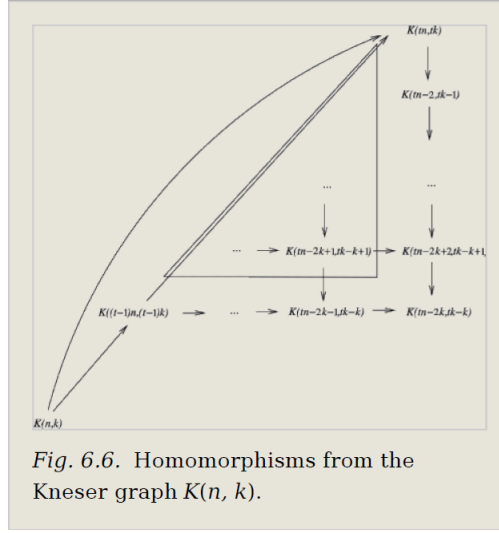 K(tn,tk)
K(tn−2,tk−1)
... ...
... K(tn−2k+1,tk−k+1) K(tn−2k+2,tk−k+1,
K((t−1)n,(t−1)k) ... K(tn−2k−1,tk−k) K(tn−2k,tk−k)
K(n,k)
Fig. 6.6. Homomorphisms from the
Kneser graph K(n, k).